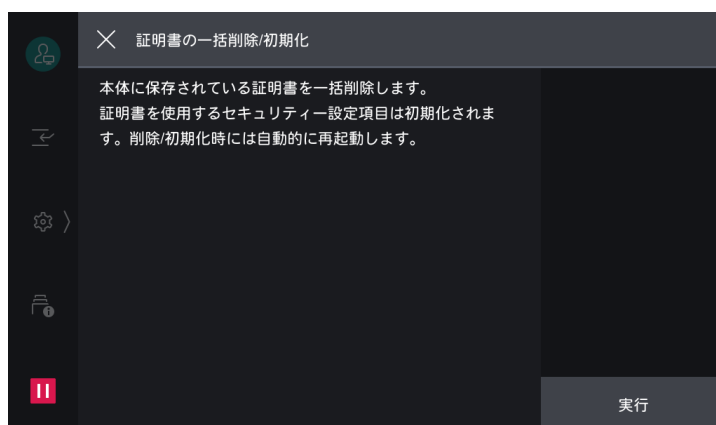 証明書の一括削除/初期化
本体に保存されている証明書を一括削除します。
証明書を使用するセキュリティー設定項目は初期化されま
す。削除/初期化時には自動的に再起動します。
実行